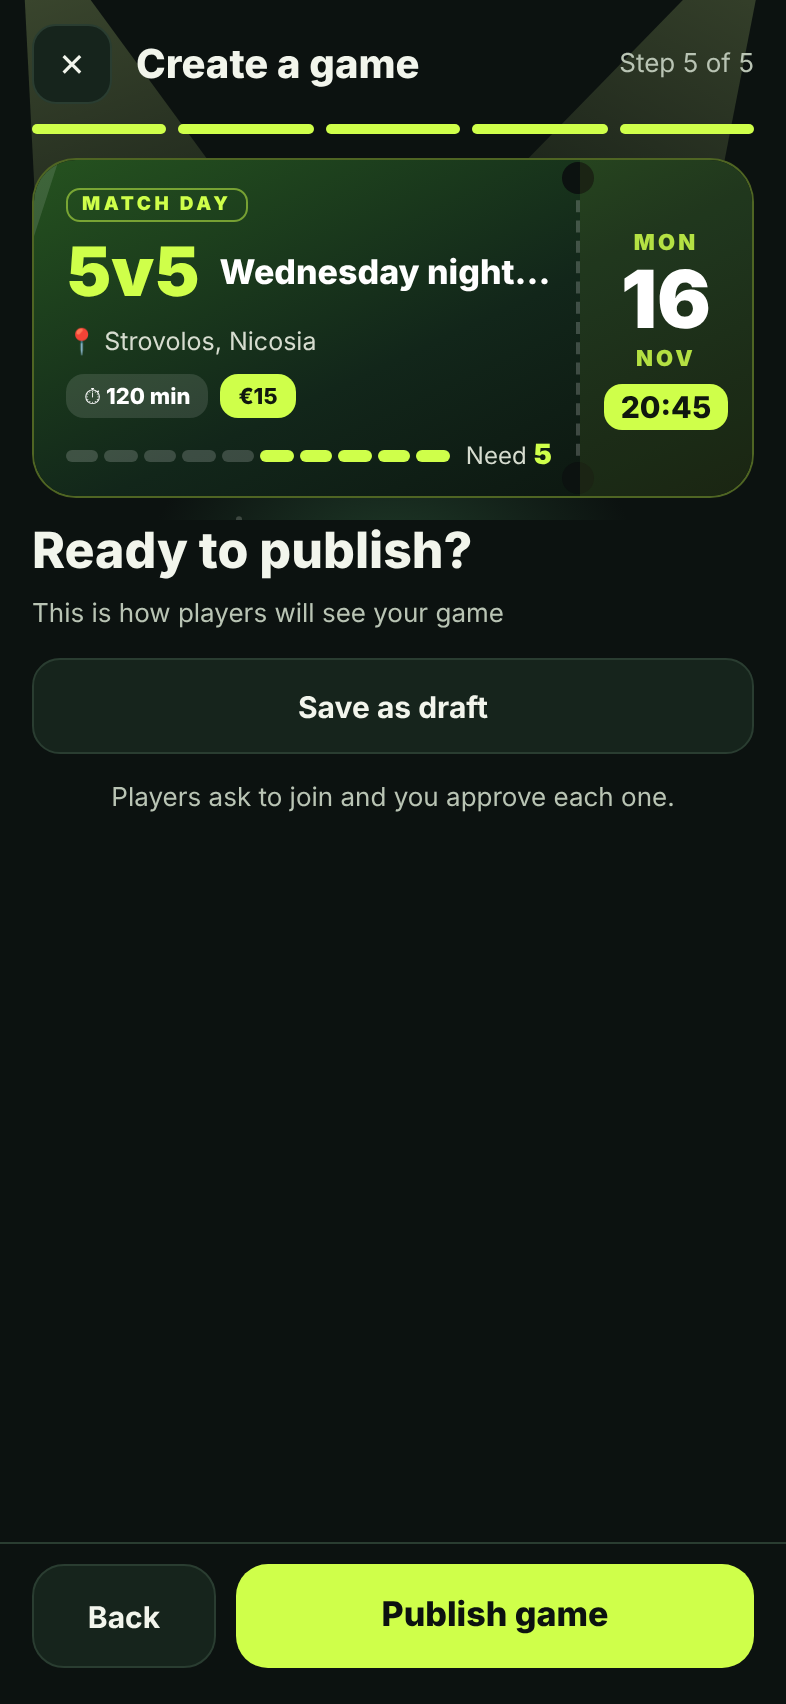 Create a game
Step 5 of 5
MATCH DAY
5v5 Wednesday night...
Strovolos, Nicosia
120 min
€15
Need 5
MON
16
NOV
20:45
Ready to publish?
This is how players will see your game
Save as draft
Players ask to join and you approve each one.
Back
Publish game